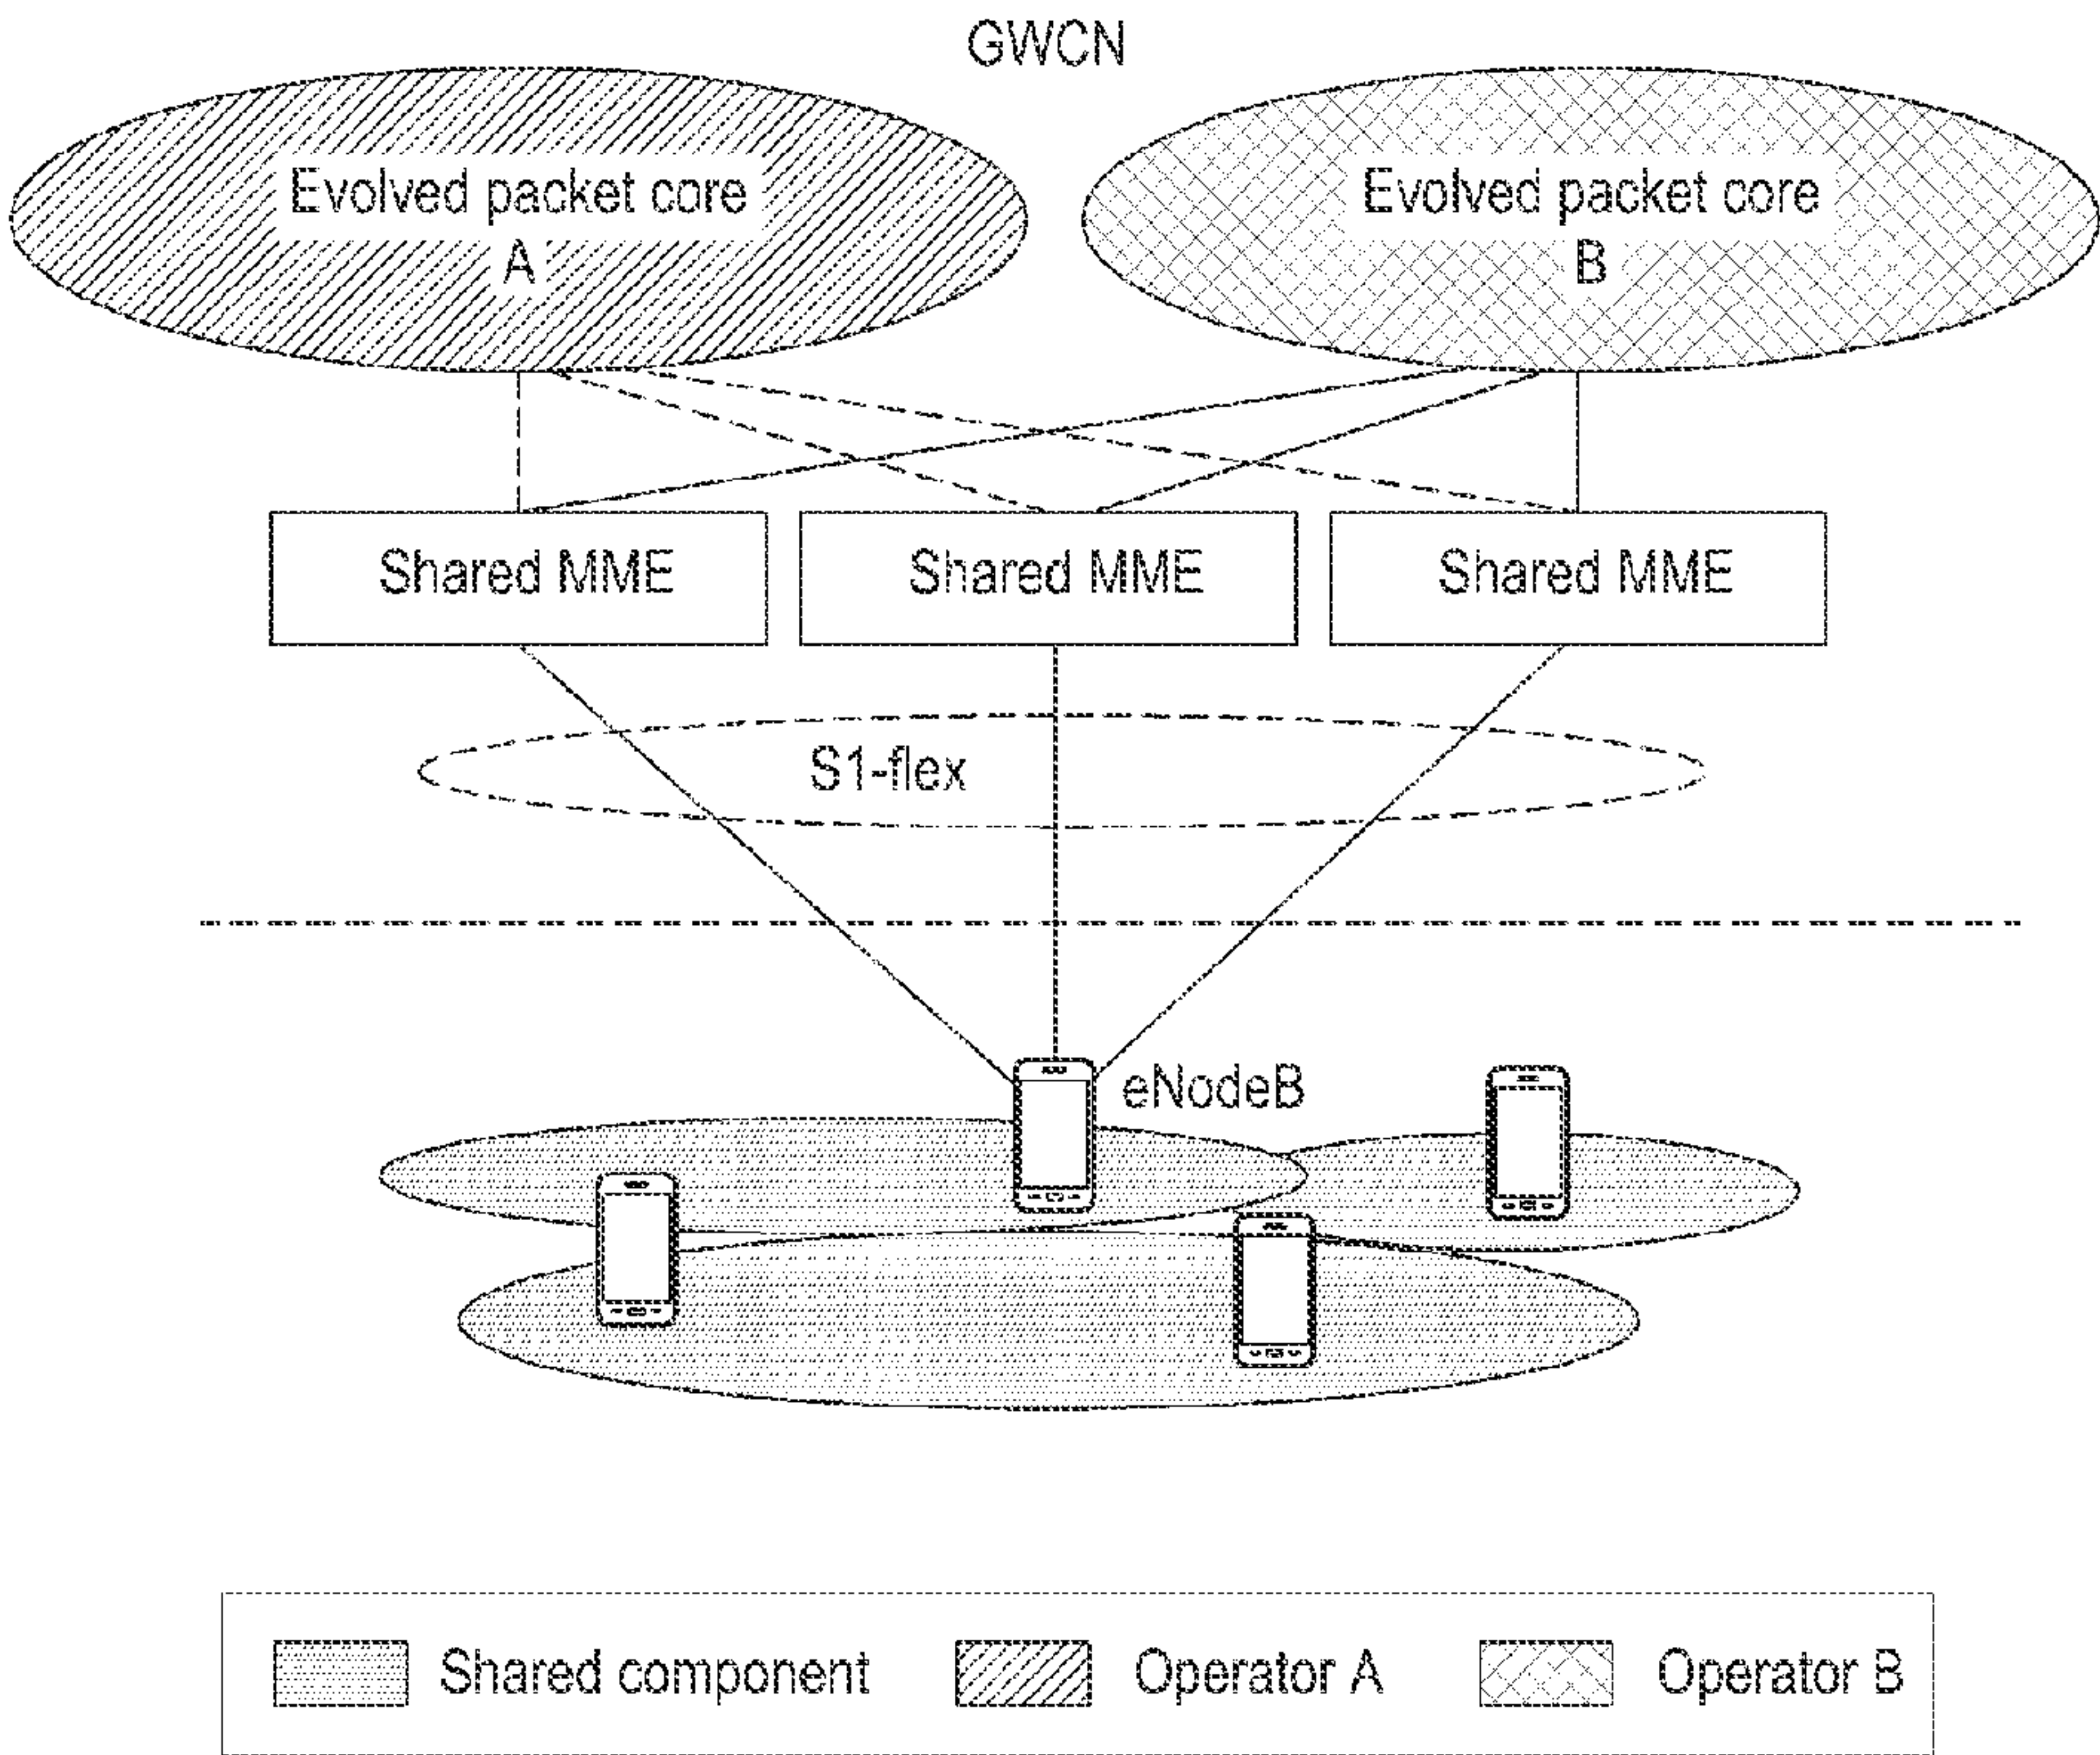 GWCN
Evolved packet core
A
Evolved packet core
B
Shared MME
Shared MME
Shared MME
S1-flex
eNodeB
Shared component
Operator A
Operator B